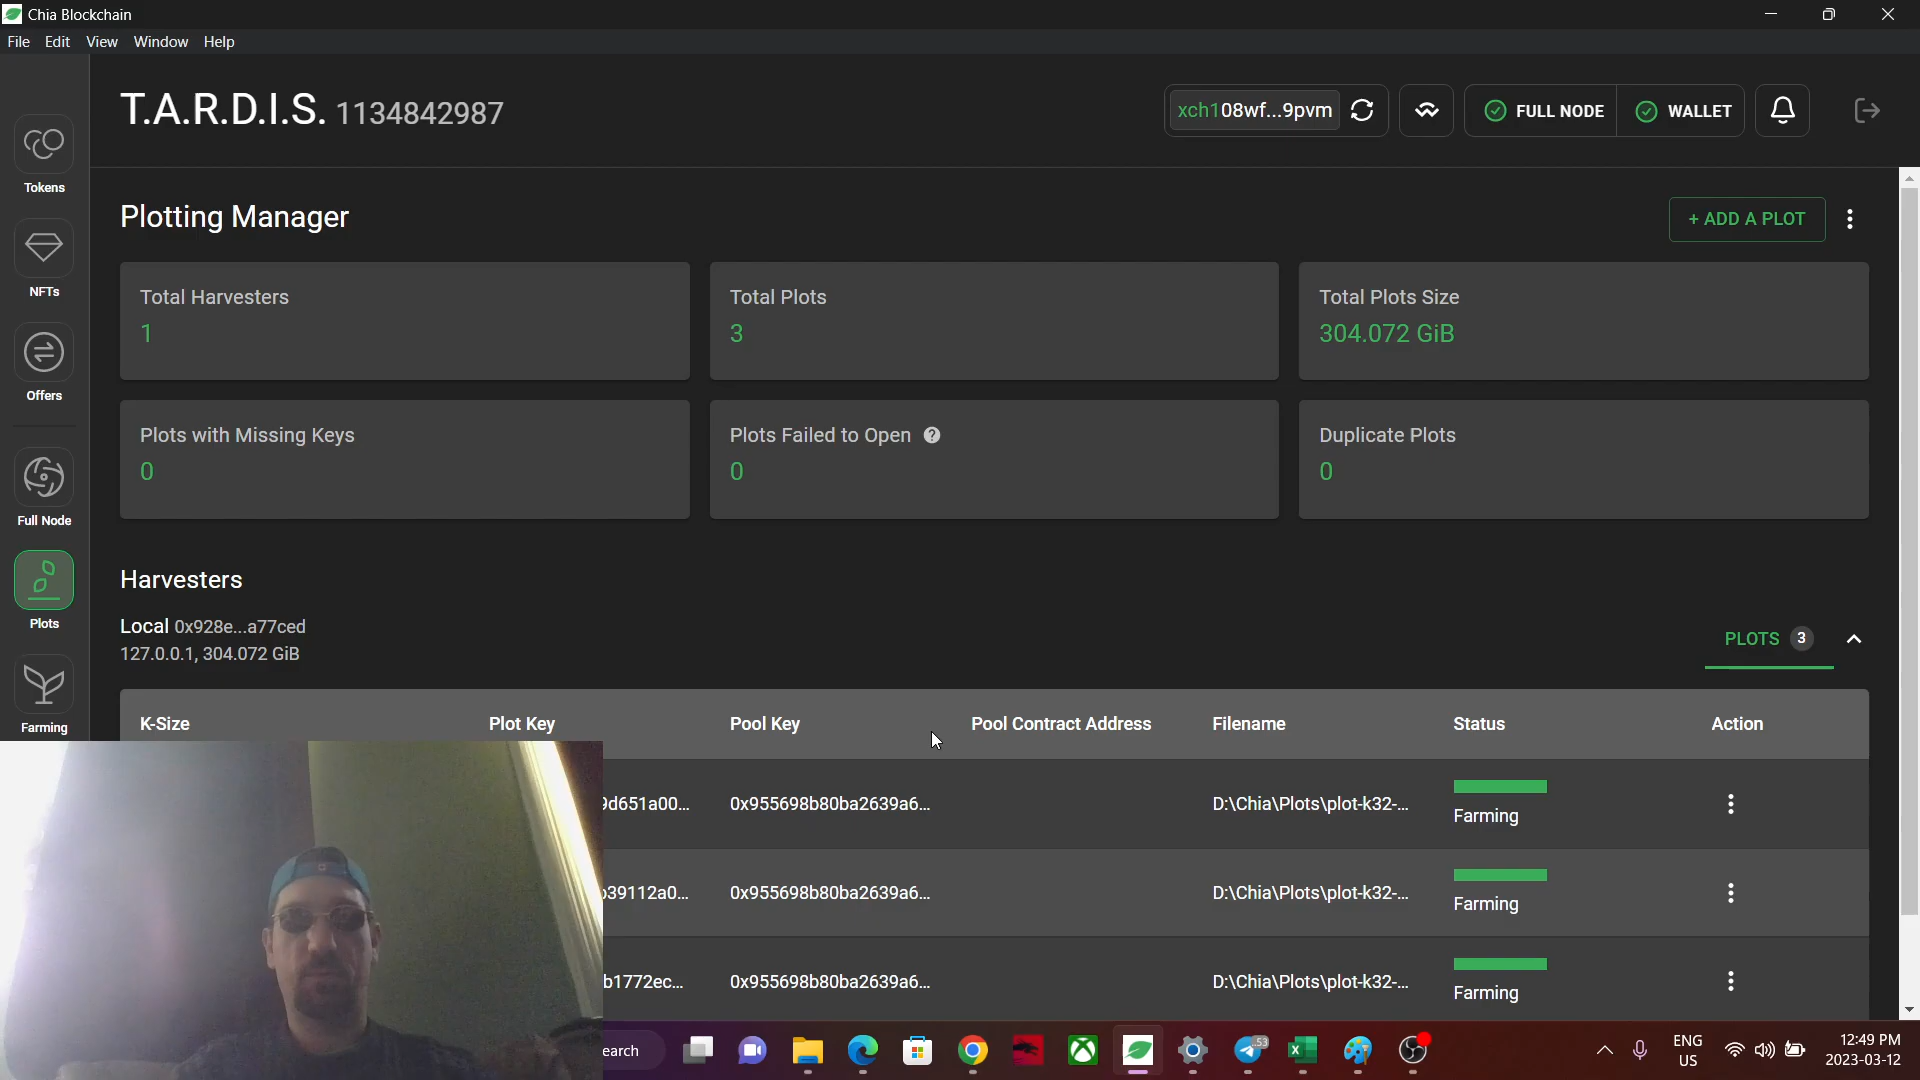 Chia Blockchain
File Edit View Window Help
T.A.R.D.I.S. 1134842987
xch108wf...9pvm
FULL NODE
WALLET
Tokens
NFTs
Offers
Full Node
Plots
Farming
Plotting Manager
+ ADD A PLOT
Total Harvesters
1
Total Plots
3
Total Plots Size
304.072 GiB
Plots with Missing Keys
0
Plots Failed to Open ?
0
Duplicate Plots
0
Harvesters
Local 0x928e...a77ced
127.0.0.1, 304.072 GiB
PLOTS 3
K-Size Plot Key Pool Key Pool Contract Address Filename Status Action
9d651a00... 0x955698b80ba2639a6... D:\Chia\Plots\plot-k32-... Farming
b39112a0... 0x955698b80ba2639a6... D:\Chia\Plots\plot-k32-... Farming
b1772ec... 0x955698b80ba2639a6... D:\Chia\Plots\plot-k32-... Farming
earch
53
ENG
US
12:49 PM
2023-03-12